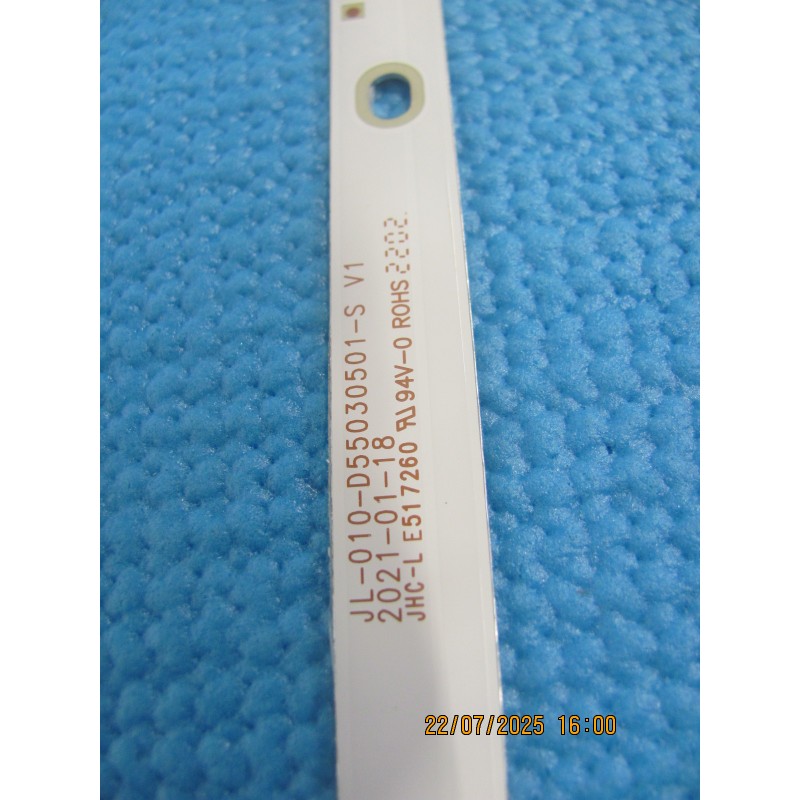 JL-010-D55030501-S V1
2021-01-18
JHC-L E517260 94V-0 ROHS 2202.
22/07/2025 16:00